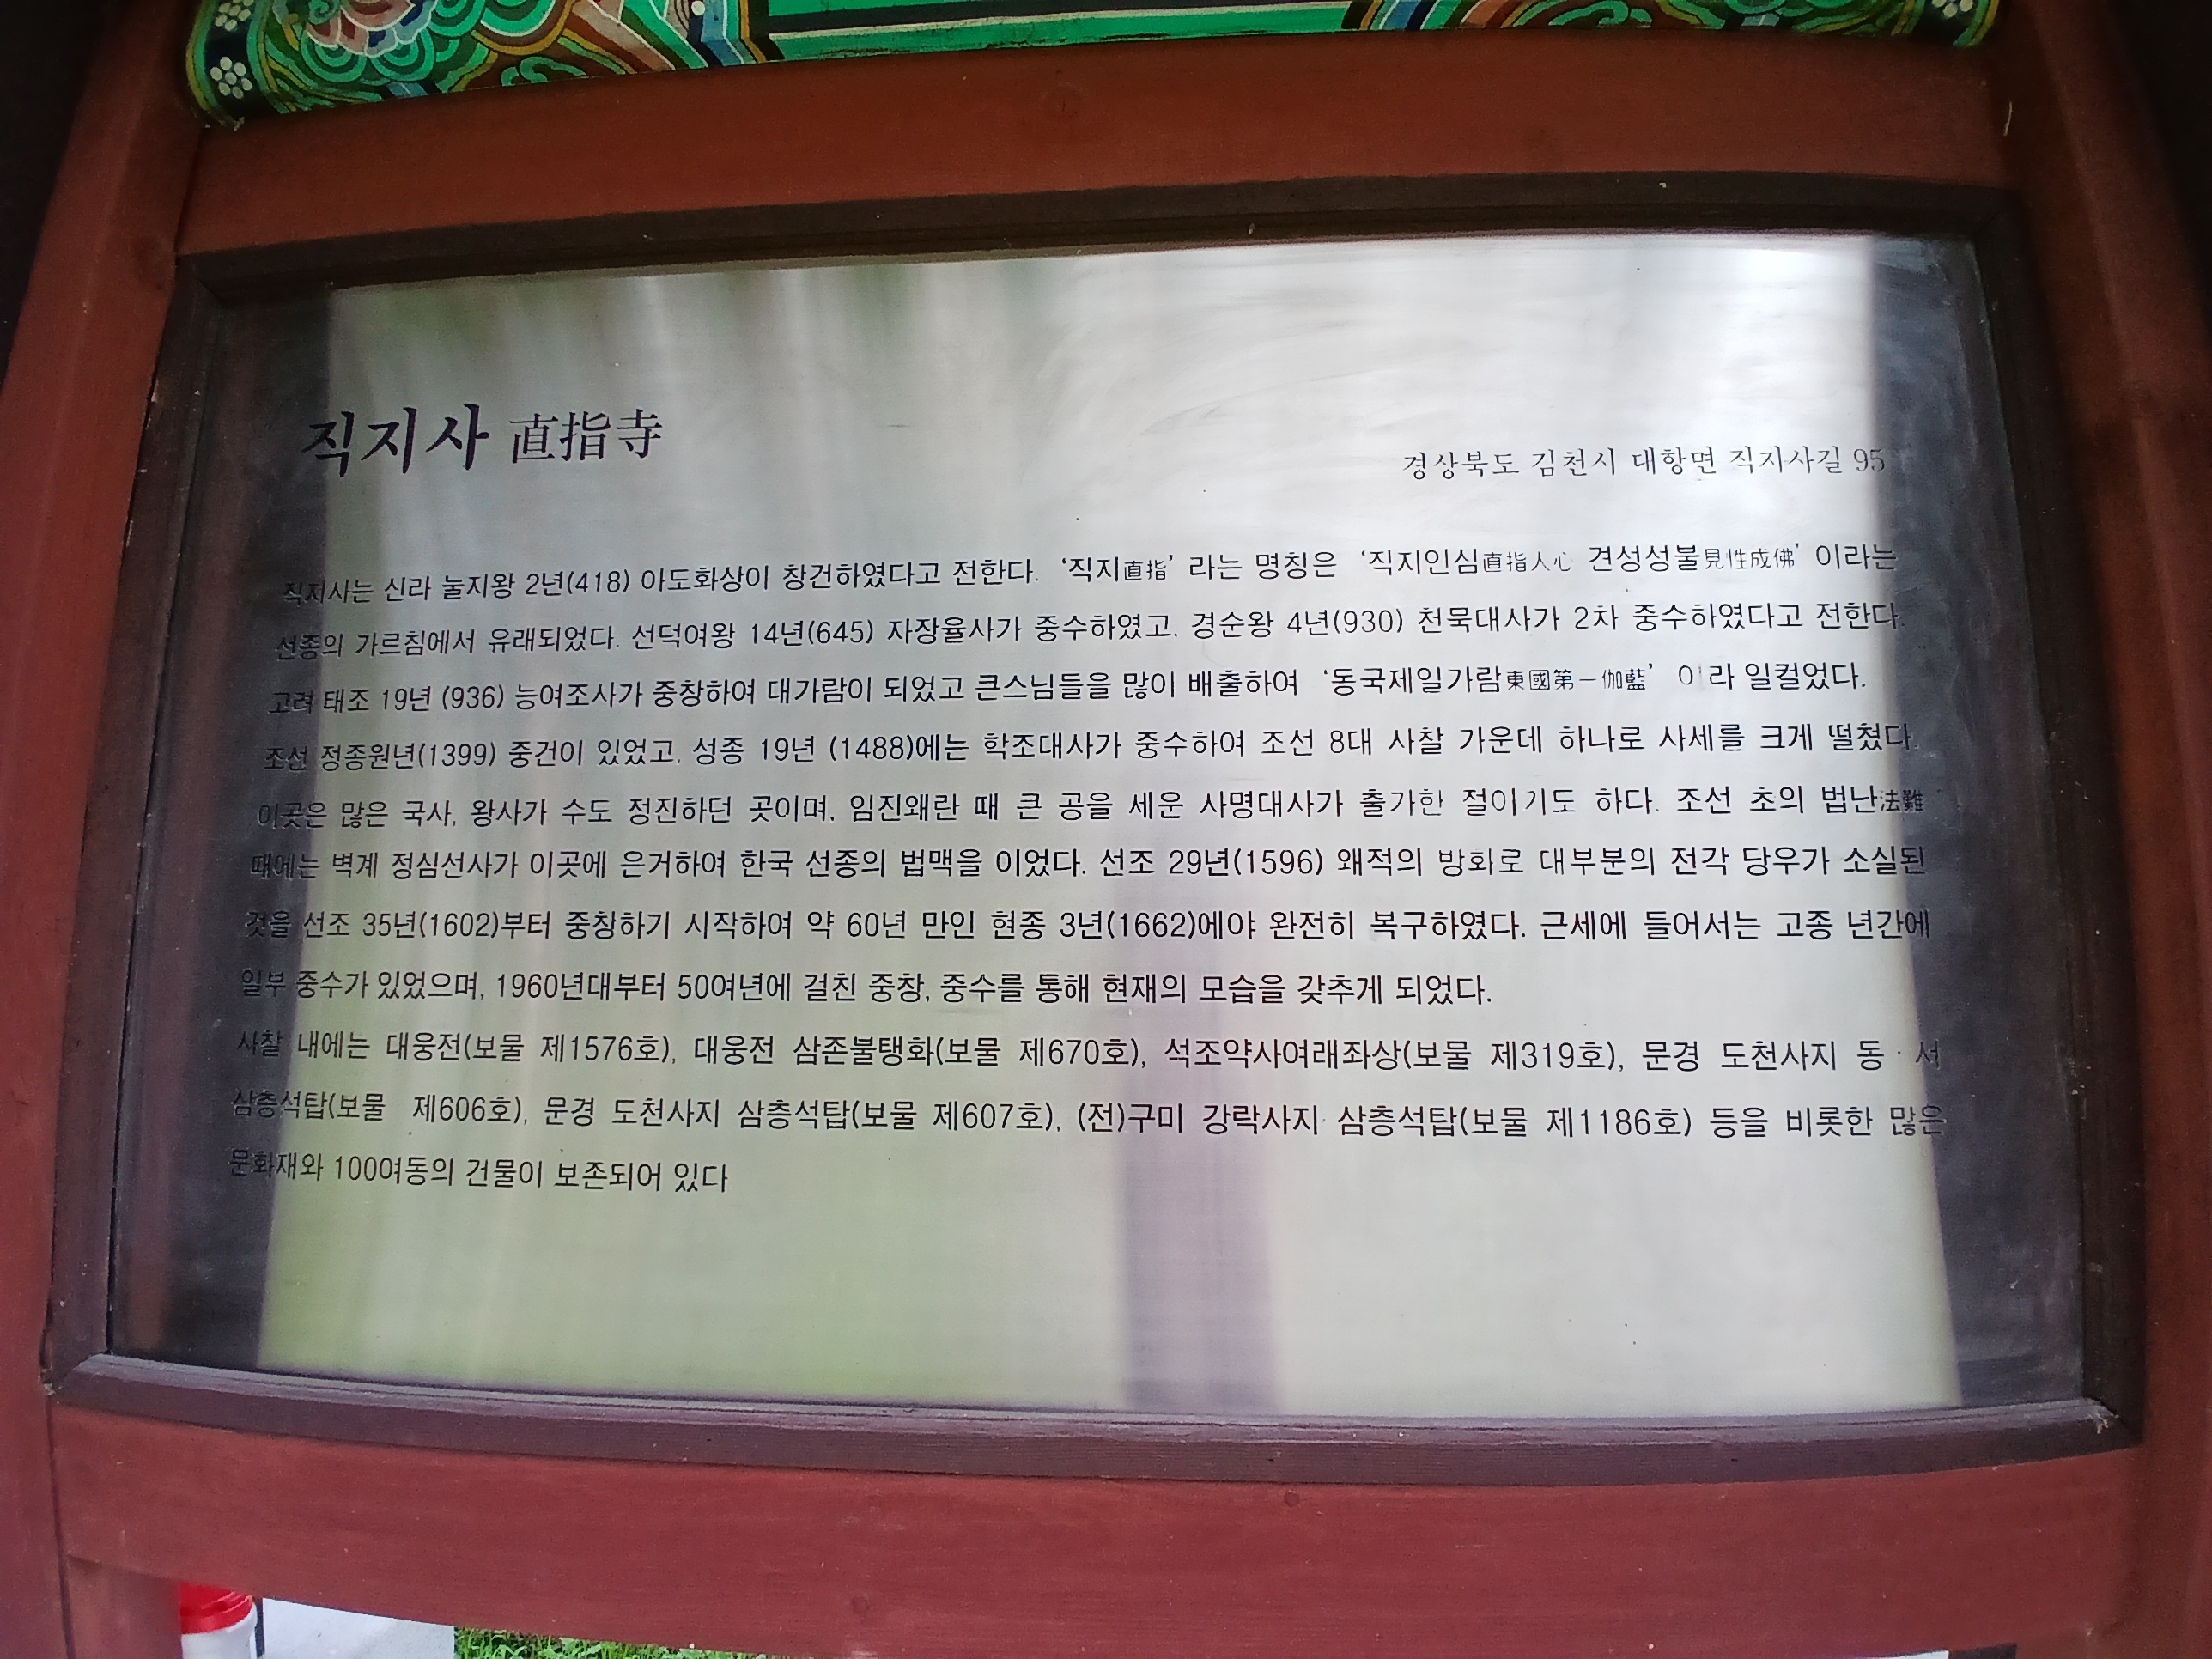 직지사 直指寺
경상북도 김천시 대항면 직지사길 95
직지사는 신라 눌지왕 2년(418) 아도화상이 창건하였다고 전한다. ‘직지直指’ 라는 명칭은 ‘직지인심直指人心 견성성불見性成佛’ 이라는
선종의 가르침에서 유래되었다. 선덕여왕 14년(645) 자장율사가 중수하였고, 경순왕 4년(930) 천묵대사가 2차 중수하였다고 전한다.
고려 태조 19년 (936) 능여조사가 중창하여 대가람이 되었고 큰스님들을 많이 배출하여 ‘동국제일가람東國第一伽藍’ 이라 일컬었다.
조선 정종원년(1399) 중건이 있었고, 성종 19년 (1488)에는 학조대사가 중수하여 조선 8대 사찰 가운데 하나로 사세를 크게 떨쳤다.
이곳은 많은 국사, 왕사가 수도 정진하던 곳이며, 임진왜란 때 큰 공을 세운 사명대사가 출가한 절이기도 하다. 조선 초의 법난法難
때에는 벽계 정심선사가 이곳에 은거하여 한국 선종의 법맥을 이었다. 선조 29년(1596) 왜적의 방화로 대부분의 전각 당우가 소실된
것을 선조 35년(1602)부터 중창하기 시작하여 약 60년 만인 현종 3년(1662)에야 완전히 복구하였다. 근세에 들어서는 고종 년간에
일부 중수가 있었으며, 1960년대부터 50여년에 걸친 중창, 중수를 통해 현재의 모습을 갖추게 되었다.
사찰 내에는 대웅전(보물 제1576호), 대웅전 삼존불탱화(보물 제670호), 석조약사여래좌상(보물 제319호), 문경 도천사지 동·서
삼층석탑(보물 제606호), 문경 도천사지 삼층석탑(보물 제607호), (전)구미 강락사지 삼층석탑(보물 제1186호) 등을 비롯한 많은
문화재와 100여동의 건물이 보존되어 있다